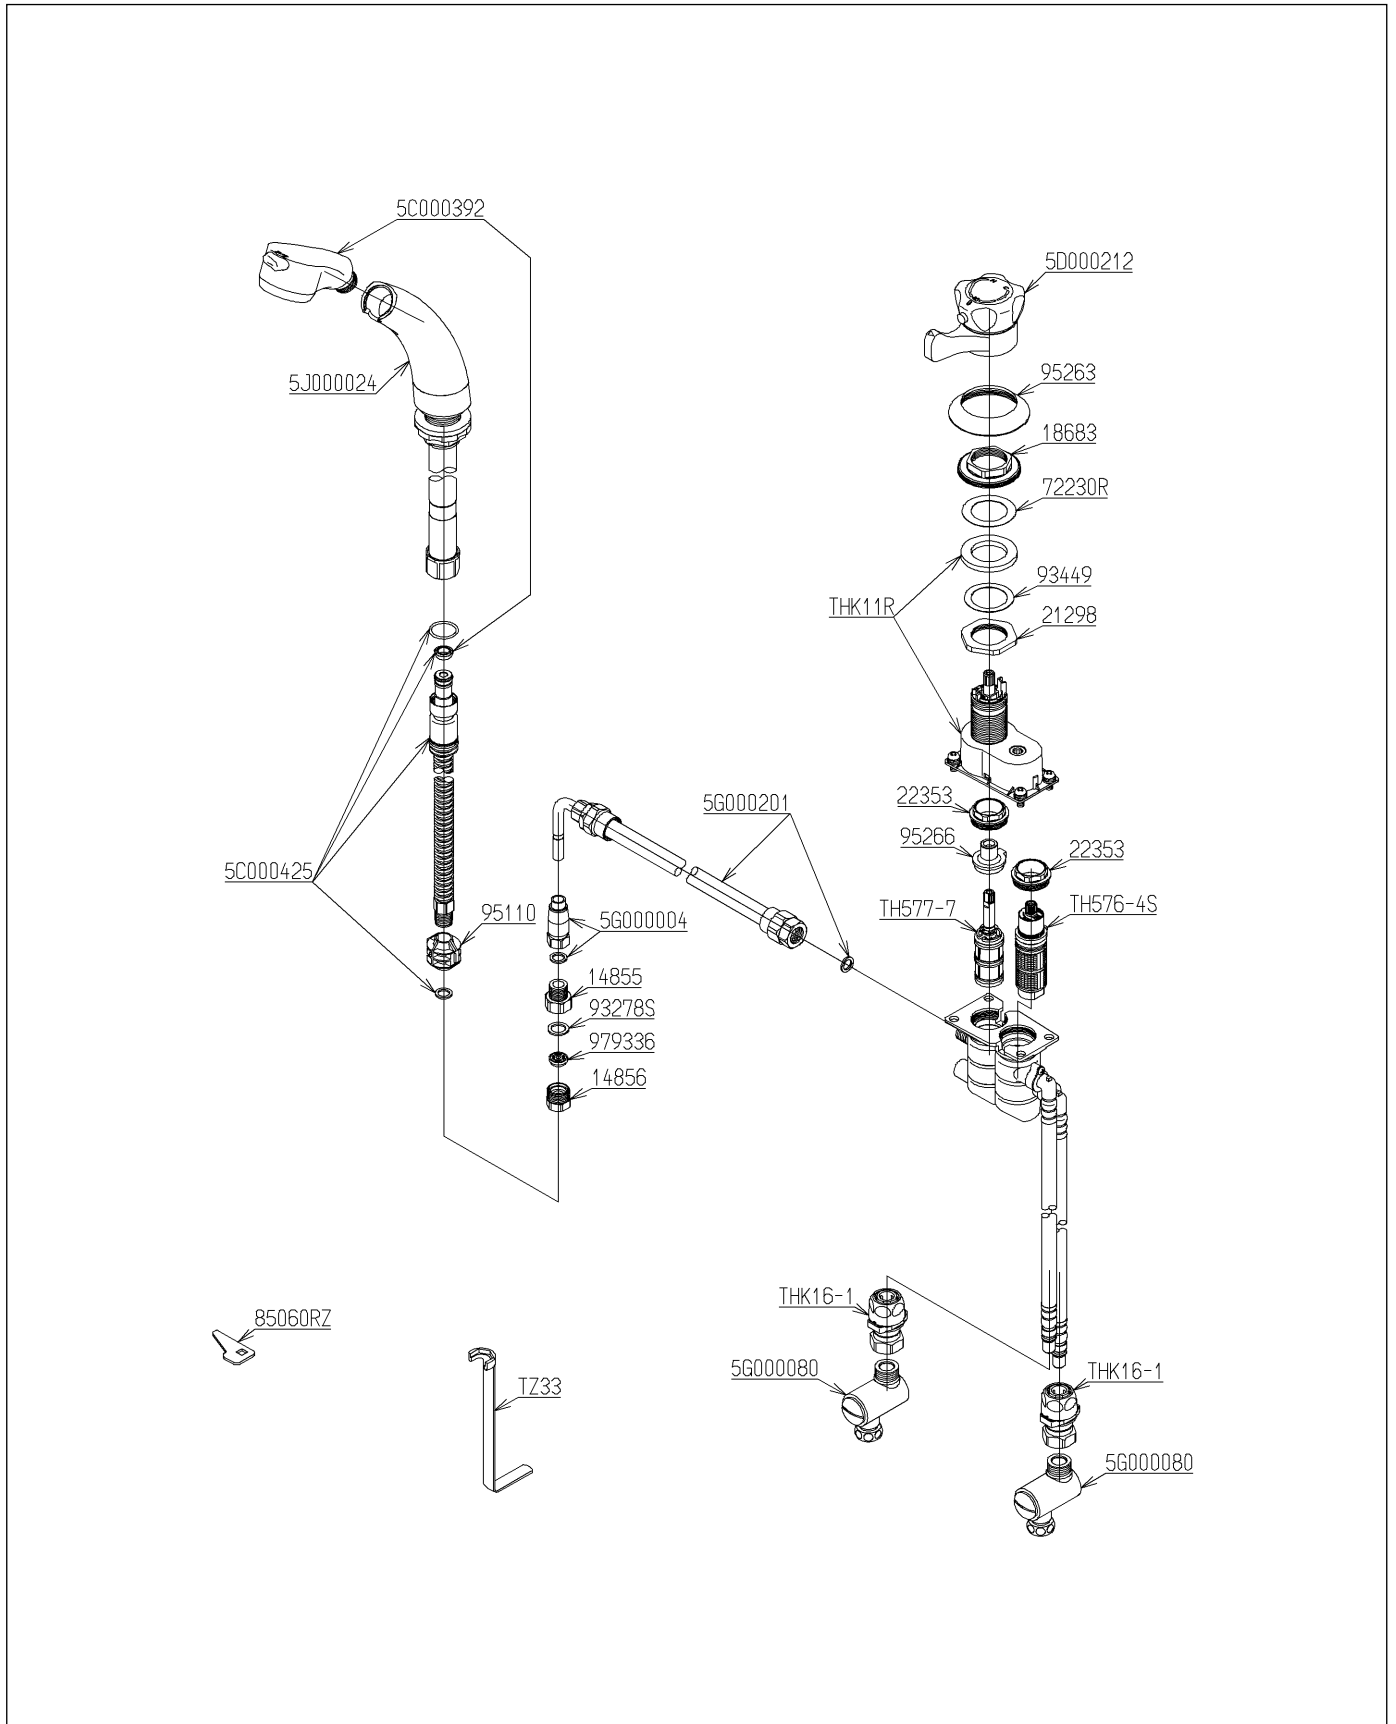 5C000392
5D000212
5J000024
95263
18683
72230R
93449
THK11R
21298
5G000201
22353
95266
22353
5C000425
TH577-7
TH576-4S
95110
5G000004
14855
93278S
979336
14856
THK16-1
85060RZ
5G000080
THK16-1
TZ33
5G000080